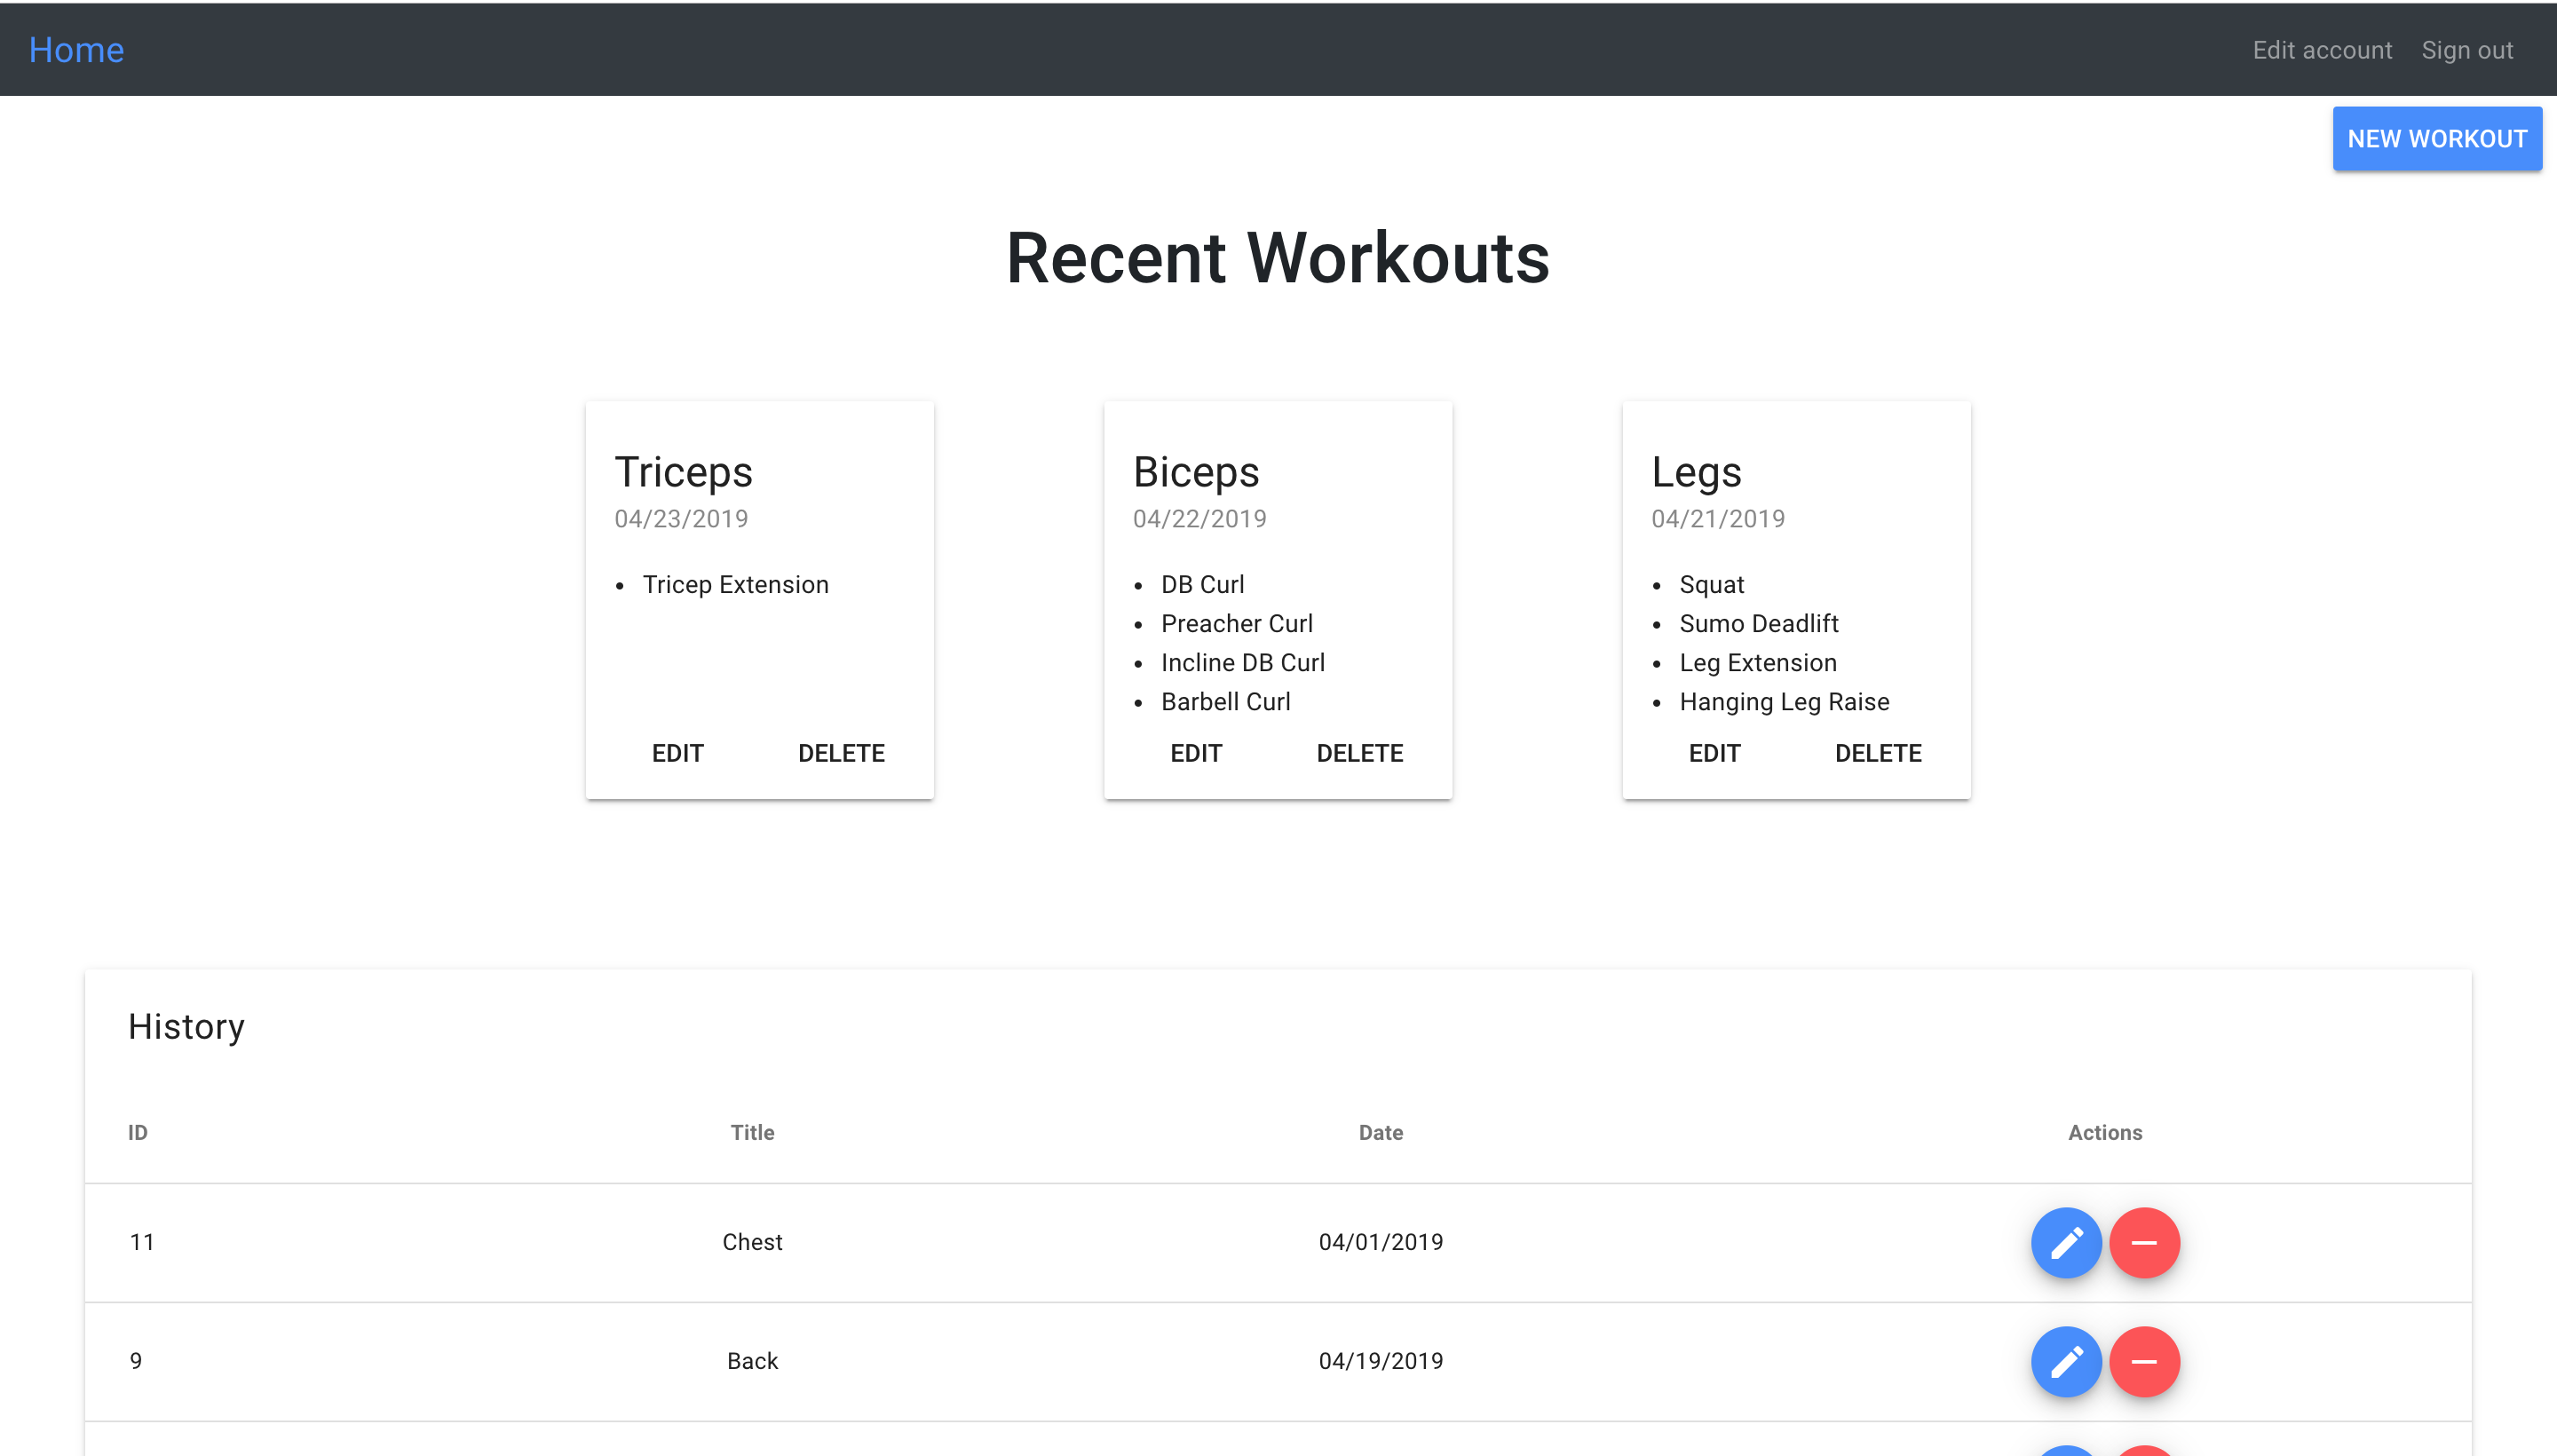 Home Edit account Sign out
NEW WORKOUT
Recent Workouts
Triceps
04/23/2019
• Tricep Extension
EDIT DELETE
Biceps
04/22/2019
• DB Curl
• Preacher Curl
• Incline DB Curl
• Barbell Curl
EDIT DELETE
Legs
04/21/2019
• Squat
• Sumo Deadlift
• Leg Extension
• Hanging Leg Raise
EDIT DELETE
History
ID Title Date Actions
11 Chest 04/01/2019
9 Back 04/19/2019